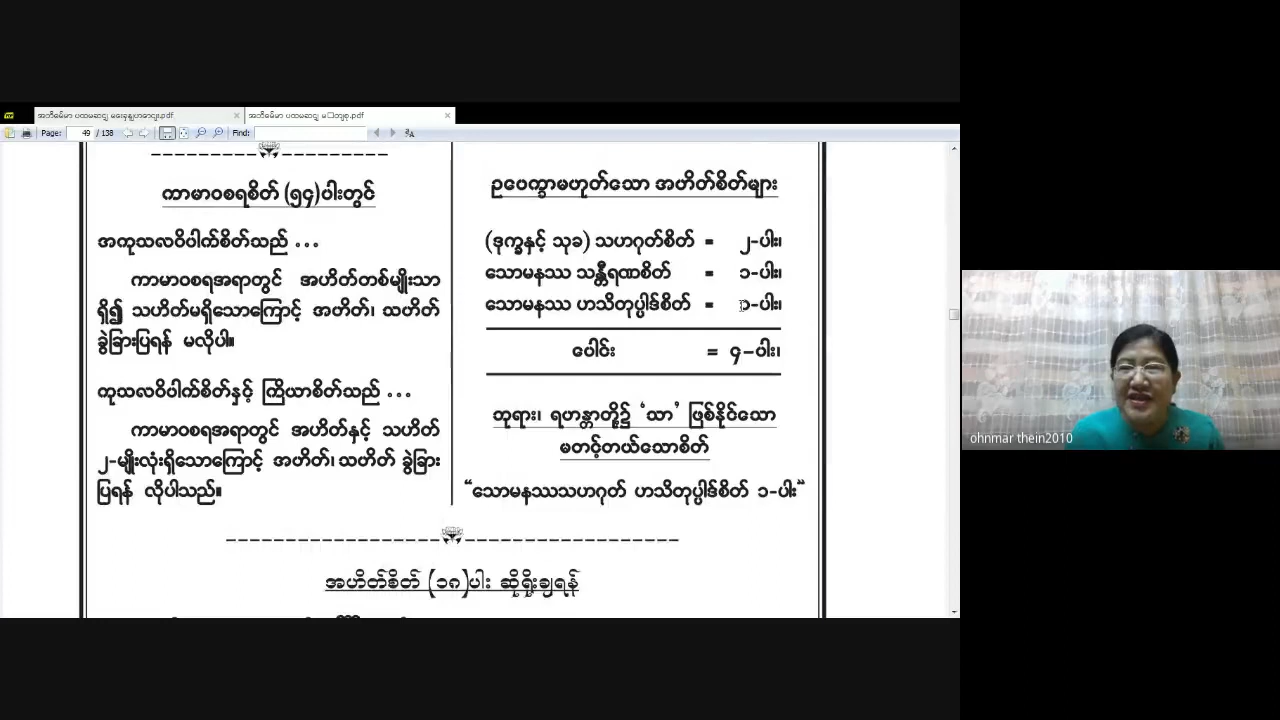 Page:
49
/ 138
Find:
ကာမာဝစရစိတ် (၅၄)ပါးတွင်
အကုသလဝိပါက်စိတ်သည် ...
ကာမာဝစရအရာတွင် အဟိတ်တစ်မျိုးသာ
ရှိ၍ သဟိတ်မရှိသောကြောင့် အဟိတ်၊ သဟိတ်
ခွဲခြားပြရန် မလိုပါ။
ကုသလဝိပါက်စိတ်နှင့် ကြိယာစိတ်သည် ...
ကာမာဝစရအရာတွင် အဟိတ်နှင့် သဟိတ်
၂-မျိုးလုံးရှိသောကြောင့် အဟိတ်၊ သဟိတ် ခွဲခြား
ပြရန် လိုပါသည်။
ဥပေက္ခာမဟုတ်သော အဟိတ်စိတ်များ
(ဒုက္ခနှင့် သုခ) သဟဂုတ်စိတ် = ၂-ပါး၊
သောမနဿ သန္တီရဏစိတ် = ၁-ပါး၊
သောမနဿ ဟသိတုပ္ပါဒ်စိတ် = ၁-ပါး၊
ပေါင်း = ၄-ပါး၊
ဘုရား၊ ရဟန္တာတို့၌ ‘သာ’ ဖြစ်နိုင်သော
မတင့်တယ်သောစိတ်
“သောမနဿသဟဂုတ် ဟသိတုပ္ပါဒ်စိတ် ၁-ပါး“
အဟိတ်စိတ် (၁၈)ပါး ဆိုရိုးချရန်
ohnmar thein2010